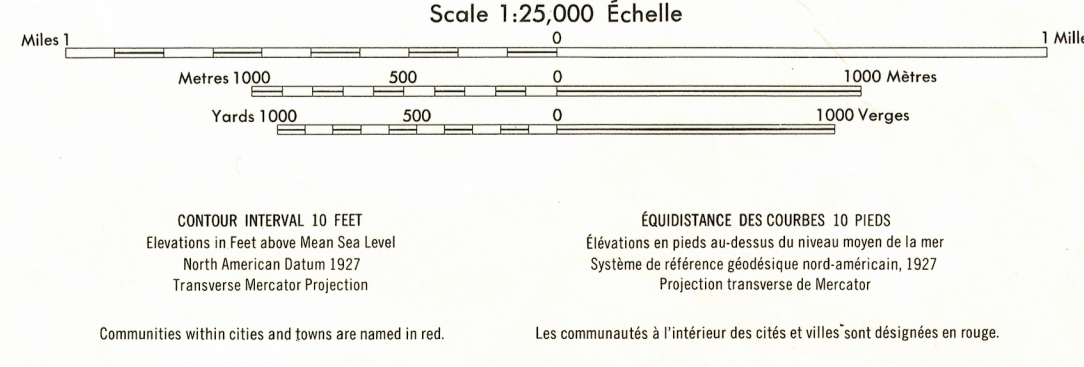 Scale 1:25,000 Échelle
Miles 1 0 1 Mille
Metres 1000 500 0 1000 Mètres
Yards 1000 500 0 1000 Verges
CONTOUR INTERVAL 10 FEET
Elevations in Feet above Mean Sea Level
North American Datum 1927
Transverse Mercator Projection
Communities within cities and towns are named in red.
ÉQUIDISTANCE DES COURBES 10 PIEDS
Élévations en pieds au-dessus du niveau moyen de la mer
Système de référence géodésique nord-américain, 1927
Projection transverse de Mercator
Les communautés à l'intérieur des cités et villes sont désignées en rouge.